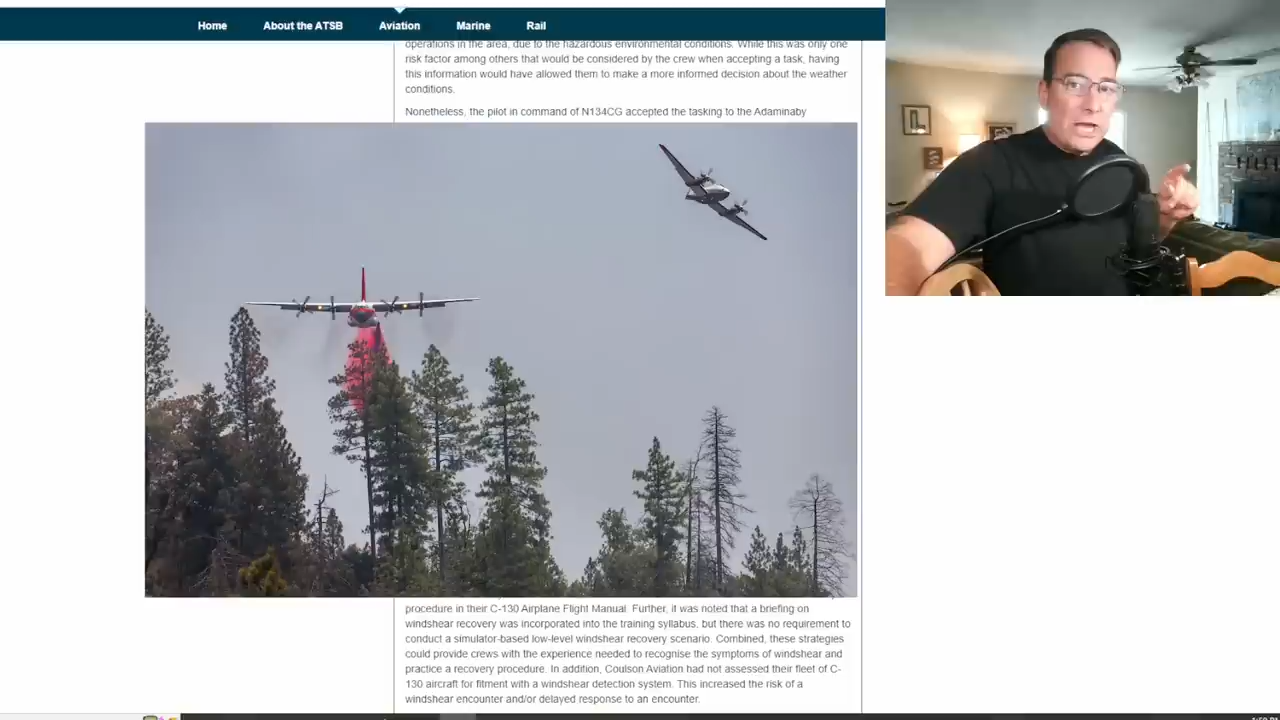 Home About the ATSB Aviation Marine Rail
operations in the area, due to the hazardous environmental conditions. While this was only one
risk factor among others that would be considered by the crew when accepting a task, having
this information would have allowed them to make a more informed decision about the weather
conditions.
Nonetheless, the pilot in command of N134CG accepted the tasking to the Adaminaby
procedure in their C-130 Airplane Flight Manual. Further, it was noted that a briefing on
windshear recovery was incorporated into the training syllabus, but there was no requirement to
conduct a simulator-based low-level windshear recovery scenario. Combined, these strategies
could provide crews with the experience needed to recognise the symptoms of windshear and
practice a recovery procedure. In addition, Coulson Aviation had not assessed their fleet of C-
130 aircraft for fitment with a windshear detection system. This increased the risk of a
windshear encounter and/or delayed response to an encounter.